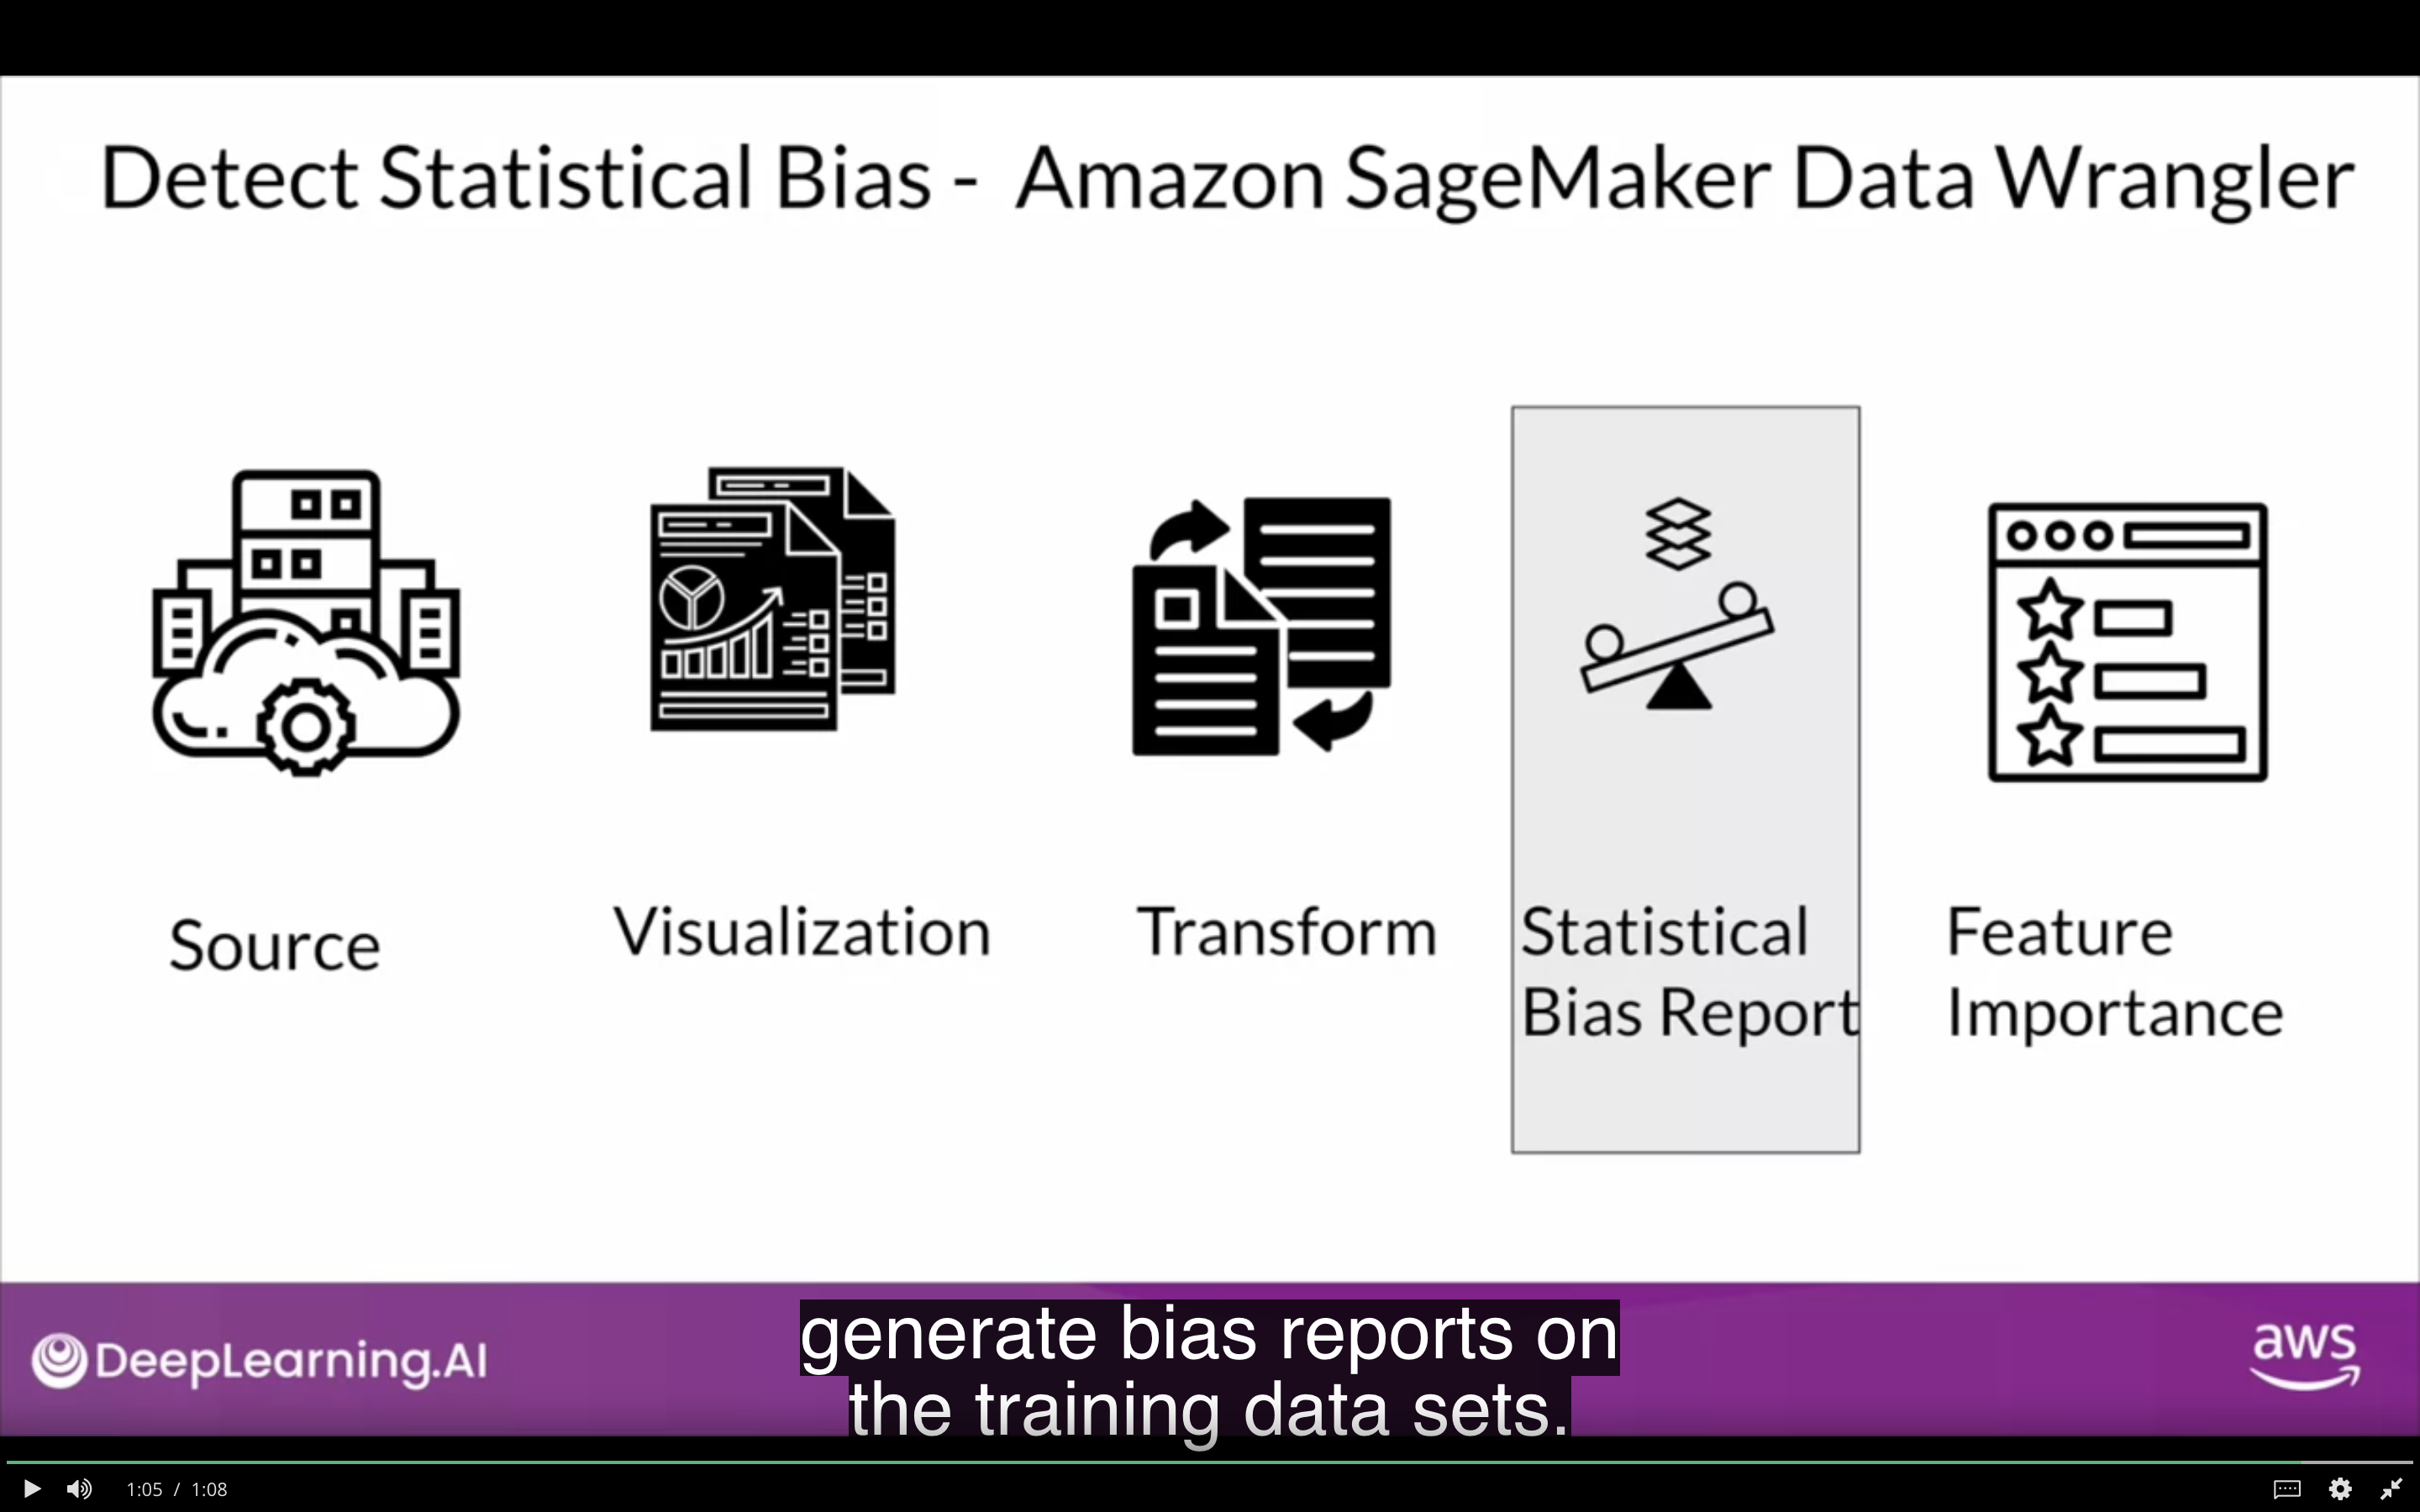 Detect Statistical Bias - Amazon SageMaker Data Wrangler
Source
Visualization
Transform
Statistical
Bias Report
Feature
Importance
DeepLearning.AI
generate bias reports on
the training data sets.
aws
1:05 / 1:08